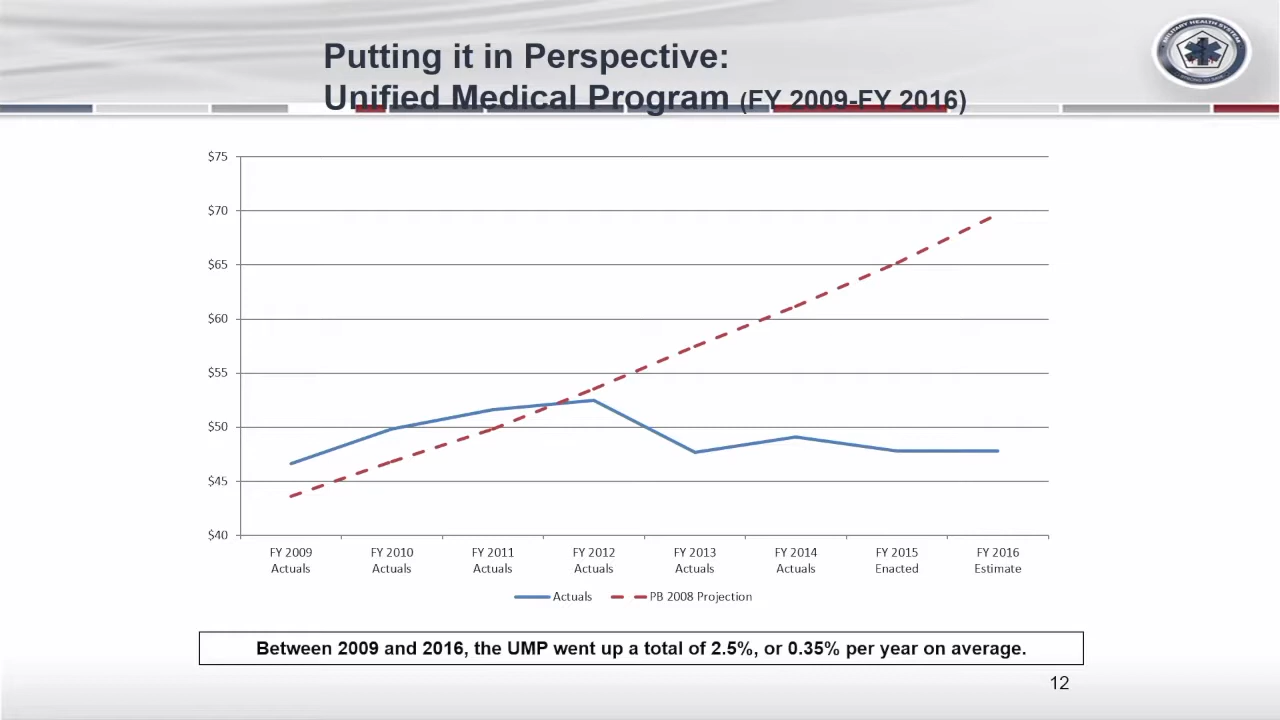 Putting it in Perspective:
Unified Medical Program (FY 2009-FY 2016)
MILITARY HEALTH SYSTEM
$75
$70
$65
$60
$55
$50
$45
$40
FY 2009 FY 2010 FY 2011 FY 2012 FY 2013 FY 2014 FY 2015 FY 2016
Actuals Actuals Actuals Actuals Actuals Actuals Enacted Estimate
Actuals PB 2008 Projection
Between 2009 and 2016, the UMP went up a total of 2.5%, or 0.35% per year on average.
12